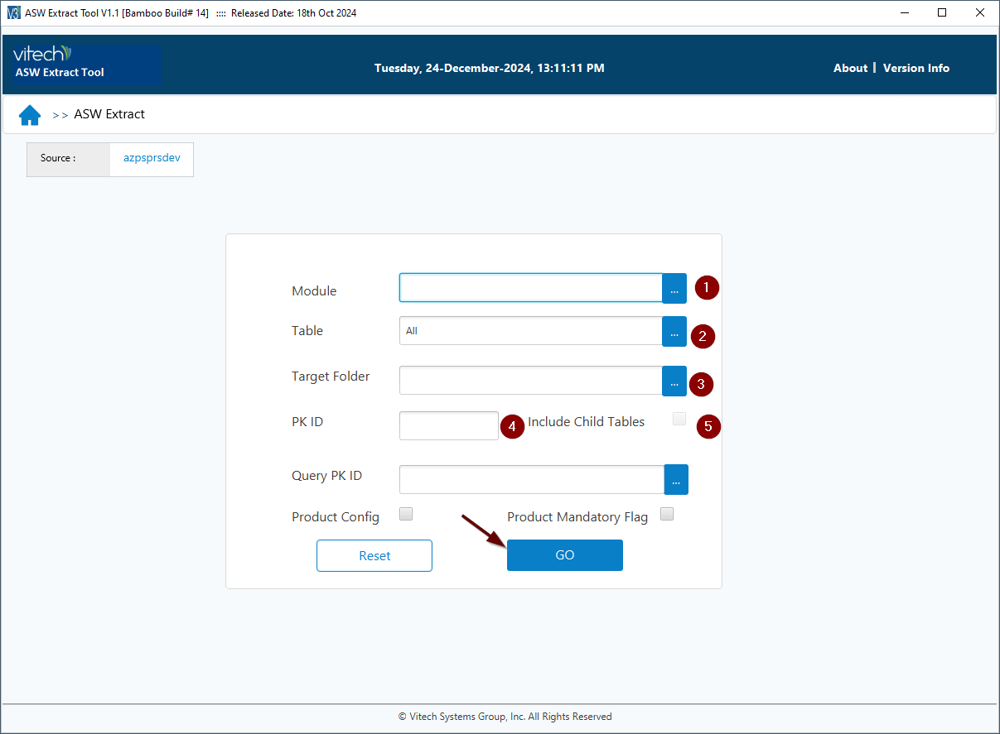 V3 ASW Extract Tool V1.1 [Bamboo Build# 14] :::: Released Date: 18th Oct 2024
vitech
ASW Extract Tool
Tuesday, 24-December-2024, 13:11:11 PM
About | Version Info
>> ASW Extract
Source : azpsprsdev
Module ... 1
Table All ... 2
Target Folder ... 3
PK ID 4 Include Child Tables 5
Query PK ID ...
Product Config Product Mandatory Flag
Reset GO
© Vitech Systems Group, Inc. All Rights Reserved